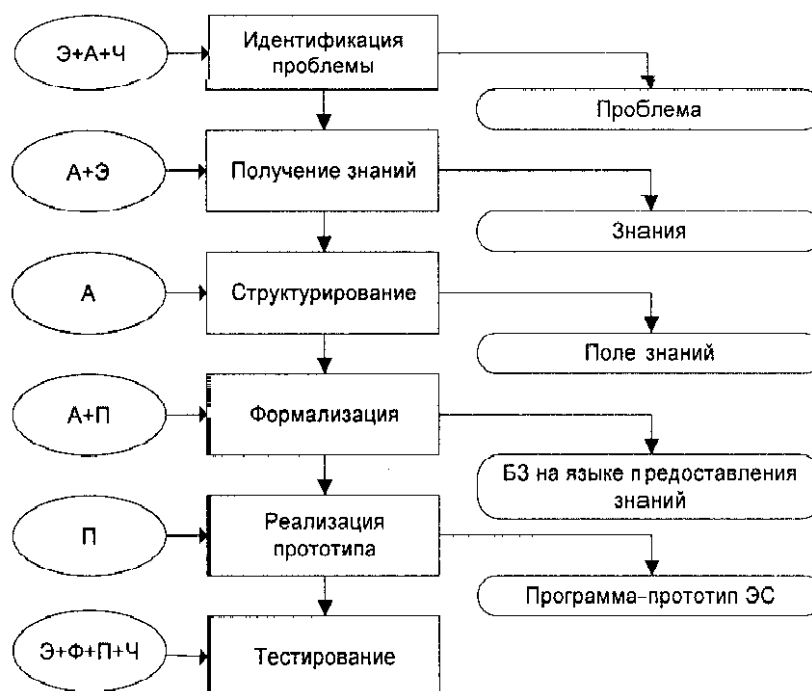 Э+А+Ч
Идентификация
проблемы
Проблема
А+Э
Получение знаний
Знания
А
Структурирование
Поле знаний
А+П
Формализация
БЗ на языке предоставления
знаний
П
Реализация
прототипа
Программа-прототип ЭС
Э+Ф+П+Ч
Тестирование